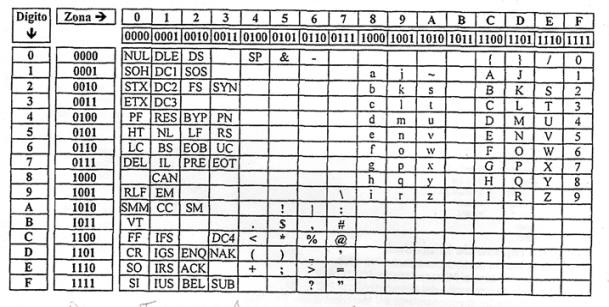 Dígito Zona → 0 1 2 3 4 5 6 7 8 9 A 1011 C D E F
↓ 0000 0001 0010 0011 0100 0101 0110 0111 1000 1001 1010 1011 1100 1101 1110 1111
0 0000 NUL DLE DS SP & - { } / 0
1 0001 SOH DC1 SOS a j ~ A J 1
2 0010 STX DC2 FS SYN b k s B K S 2
3 0011 ETX DC3 c l t C L T 3
4 0100 PF RES BYP PN d m u D M U 4
5 0101 HT NL LF RS e n v E N V 5
6 0110 LC BS EOB UC f o w F O W 6
7 0111 DEL IL PRE EOT g p x G P X 7
8 1000 CAN h q y H Q Y 8
9 1001 RLF EM \ i r z I R Z 9
A 1010 SMM CC SM ! | :
B 1011 VT . $ , #
C 1100 FF IFS DC4 < * % @
D 1101 CR IGS ENQ NAK ( ) _ '
E 1110 SO IRS ACK + ; > =
F 1111 SI IUS BEL SUB ? "